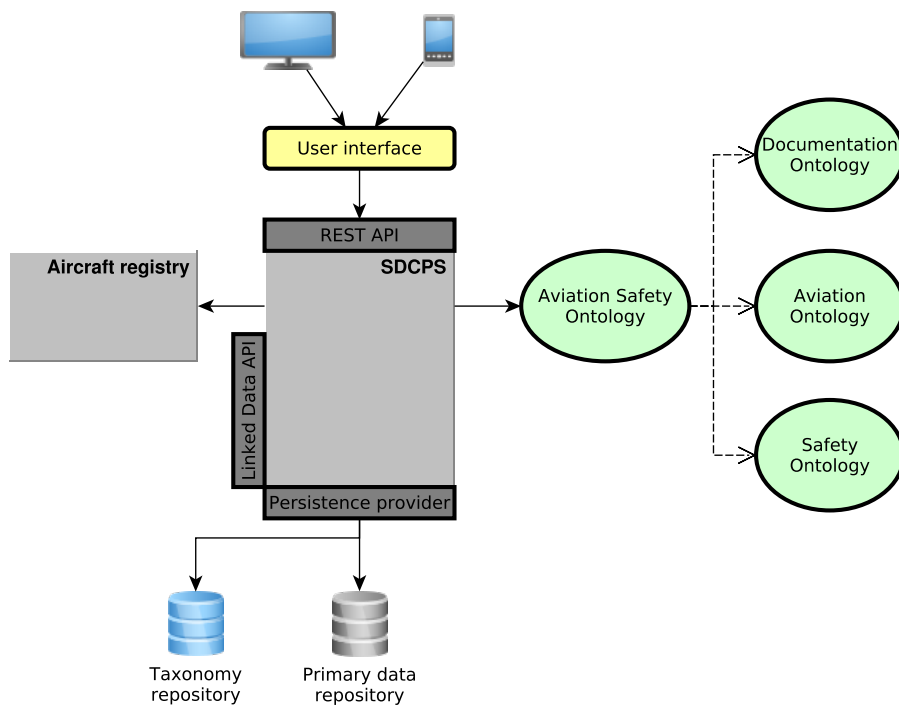 User interface
REST API
Aircraft registry
SDCPS
Linked Data API
Persistence provider
Aviation Safety
Ontology
Documentation
Ontology
Aviation
Ontology
Safety
Ontology
Taxonomy
repository
Primary data
repository